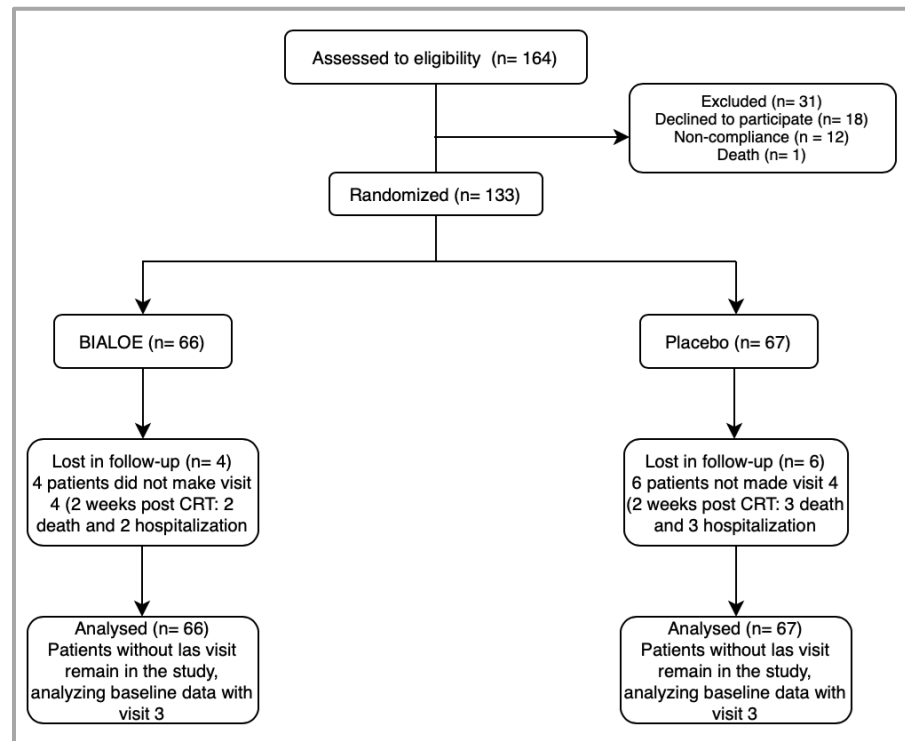 Assessed to eligibility (n= 164)
Excluded (n= 31)
Declined to participate (n= 18)
Non-compliance (n = 12)
Death (n= 1)
Randomized (n= 133)
BIALOE (n= 66)
Placebo (n= 67)
Lost in follow-up (n= 4)
4 patients did not make visit
4 (2 weeks post CRT: 2
death and 2 hospitalization
Lost in follow-up (n= 6)
6 patients not made visit 4
(2 weeks post CRT: 3 death
and 3 hospitalization
Analysed (n= 66)
Patients without las visit
remain in the study,
analyzing baseline data with
visit 3
Analysed (n= 67)
Patients without las visit
remain in the study,
analyzing baseline data with
visit 3